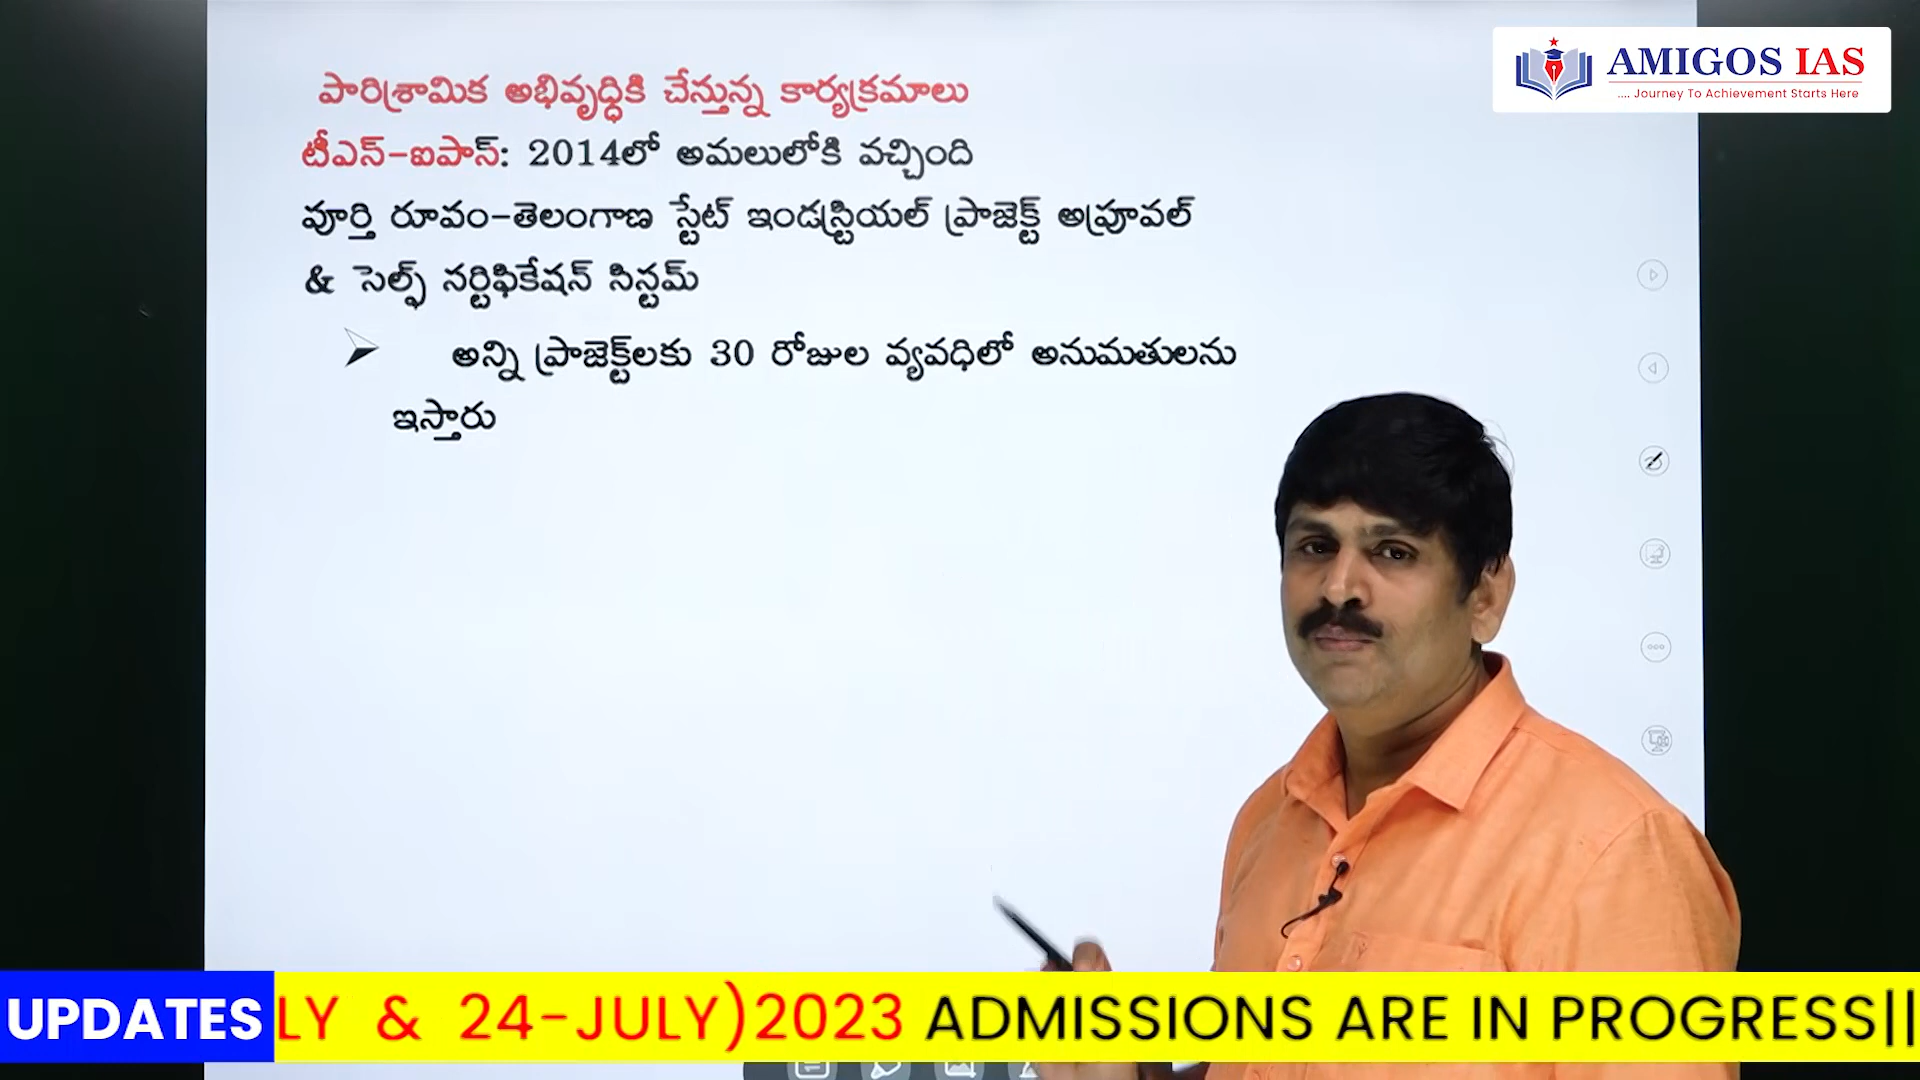 AMIGOS IAS
.... Journey To Achievement Starts Here
పారిశ్రామిక అభివృద్ధికి చేస్తున్న కార్యక్రమాలు
టీఎస్-ఐపాస్: 2014లో అమలులోకి వచ్చింది
పూర్తి రూపం-తెలంగాణ స్టేట్ ఇండస్ట్రియల్ ప్రాజెక్ట్ అప్రూవల్
& సెల్ఫ్ సర్టిఫికేషన్ సిస్టమ్
అన్ని ప్రాజెక్ట్‌లకు 30 రోజుల వ్యవధిలో అనుమతులను
ఇస్తారు
UPDATES LY & 24-JULY)2023 ADMISSIONS ARE IN PROGRESS||